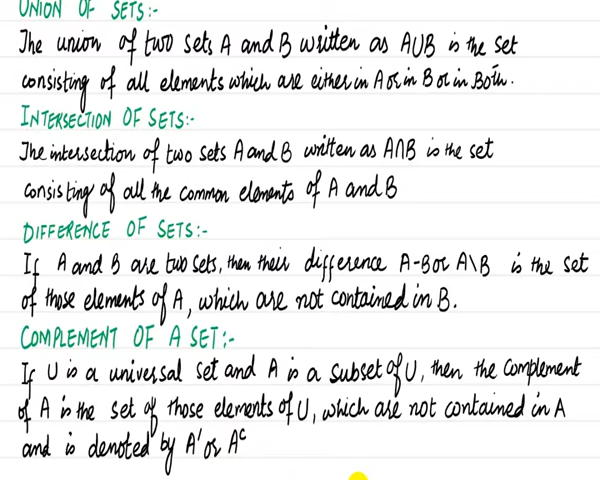 UNION OF SETS:-
The union of two sets A and B written as A∪B is the set
consisting of all elements which are either in A or in B or in Both.
INTERSECTION OF SETS:-
The intersection of two sets A and B written as A∩B is the set
consisting of all the common elements of A and B
DIFFERENCE OF SETS:-
If A and B are two sets, then their difference A-B or A\B is the set
of those elements of A, which are not contained in B.
COMPLEMENT OF A SET:-
If U is a universal set and A is a subset of U, then the complement
of A is the set of those elements of U, which are not contained in A
and is denoted by A' or Aᶜ